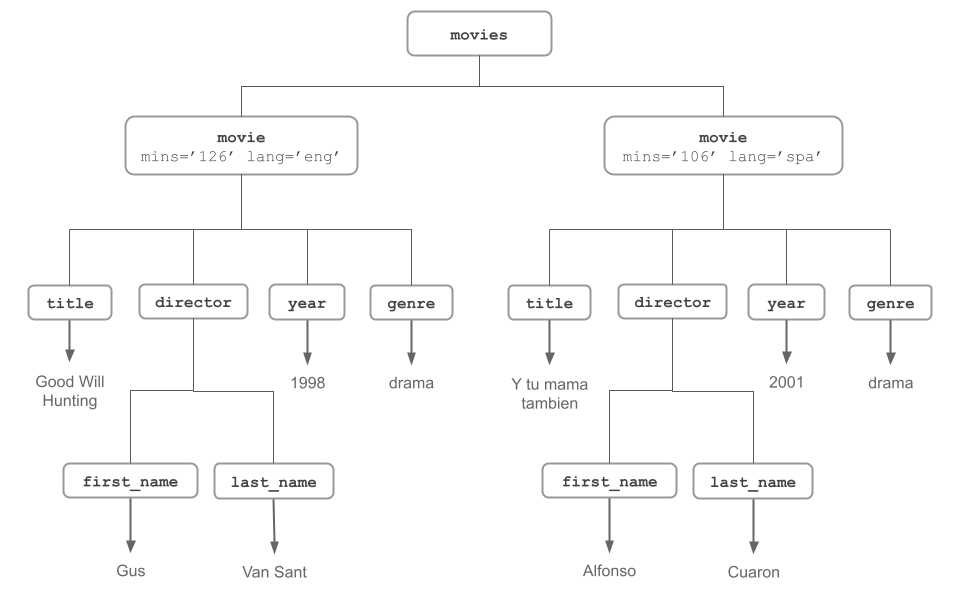 movies
movie
mins=’126’ lang=’eng’
movie
mins=’106’ lang=’spa’
title
director
year
genre
title
director
year
genre
Good Will
Hunting
1998
drama
Y tu mama
tambien
2001
drama
first_name
last_name
first_name
last_name
Gus
Van Sant
Alfonso
Cuaron